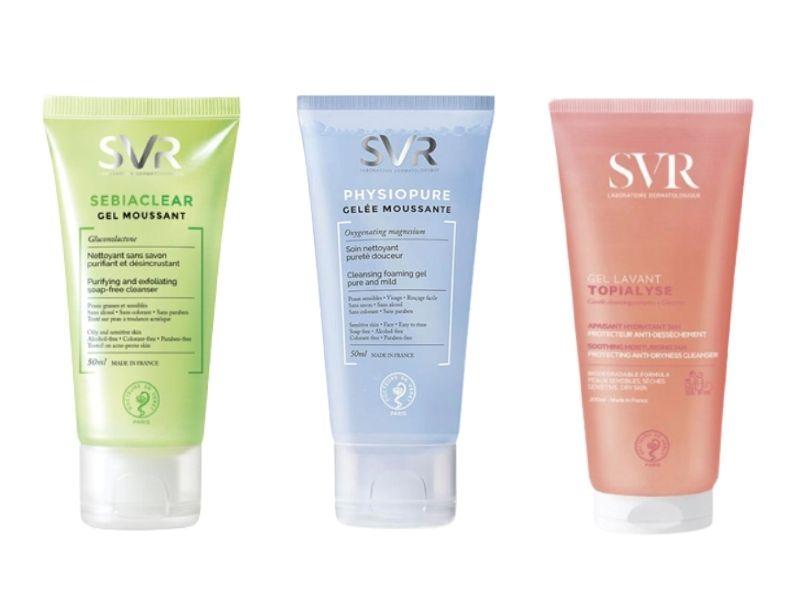 SVR
LABORATOIRE DERMATOLOGIQUE
SEBIACLEAR
GEL MOUSSANT
Gluconolactone
Nettoyant sans savon
purifiant et désincrustant
Purifying and exfoliating
soap-free cleanser
Peaux grasses et sensibles
Sans alcool • Sans colorant • Sans paraben
Testé sur peau à tendance acnéique
Oily and sensitive skin
Alcohol-free • Colorant-free • Paraben-free
Tested on acne-prone skin
50ml MADE IN FRANCE
PARIS
SVR
LABORATOIRE DERMATOLOGIQUE
PHYSIOPURE
GELÉE MOUSSANTE
Oxygenating magnesium
Soin nettoyant
pureté douceur
Cleansing foaming gel
pure and mild
Peaux sensibles • Visage • Rinçage facile
Sans savon • Sans alcool
Sans colorant • Sans paraben
Sensitive skin • Face • Easy to rinse
Soap-free • Alcohol-free
Colorant-free • Paraben-free
50ml MADE IN FRANCE
PARIS
SVR
LABORATOIRE DERMATOLOGIQUE
GEL LAVANT
TOPIALYSE
APAISANT HYDRATANT 24H
PROTECTEUR ANTI-DESSÈCHEMENT
SOOTHING MOISTURISING 24H
PROTECTING ANTI-DRYNESS CLEANSER
BIODEGRADABLE FORMULA
PEAUX SENSIBLES, SÈCHES
SENSITIVE, DRY SKIN
200ml - Made in France
PARIS